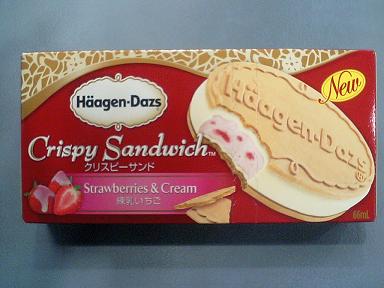 Häagen-Dazs
New
Häagen-Dazs
Crispy Sandwich™
クリスピーサンド
Strawberries & Cream
練乳いちご
66mL